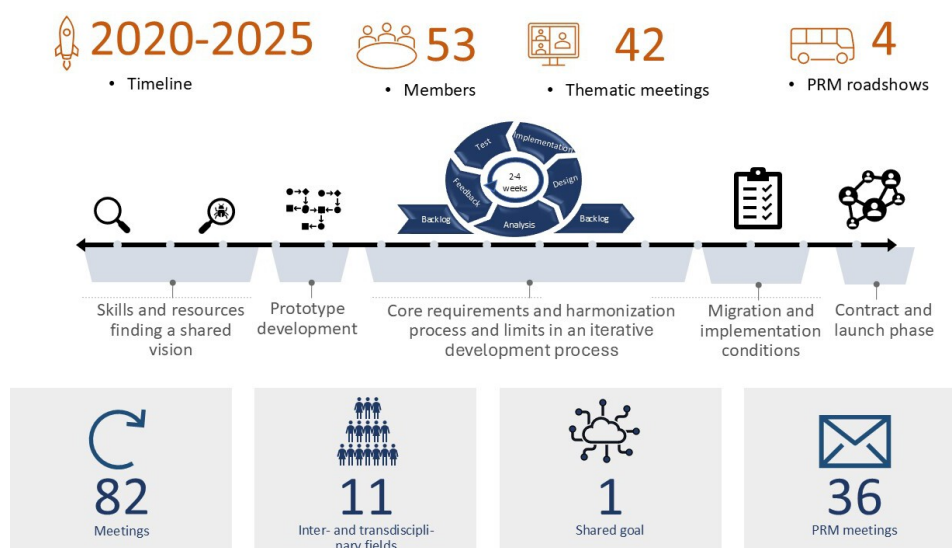 2020-2025
• Timeline
53
• Members
42
• Thematic meetings
4
• PRM roadshows
Test
Implementation
Feedback
2-4
weeks
Design
Backlog
Analysis
Backlog
Skills and resources
finding a shared
vision
Prototype
development
Core requirements and harmonization
process and limits in an iterative
development process
Migration and
implementation
conditions
Contract and
launch phase
82
Meetings
11
Inter- and transdiscipli-
nary fields
1
Shared goal
36
PRM meetings